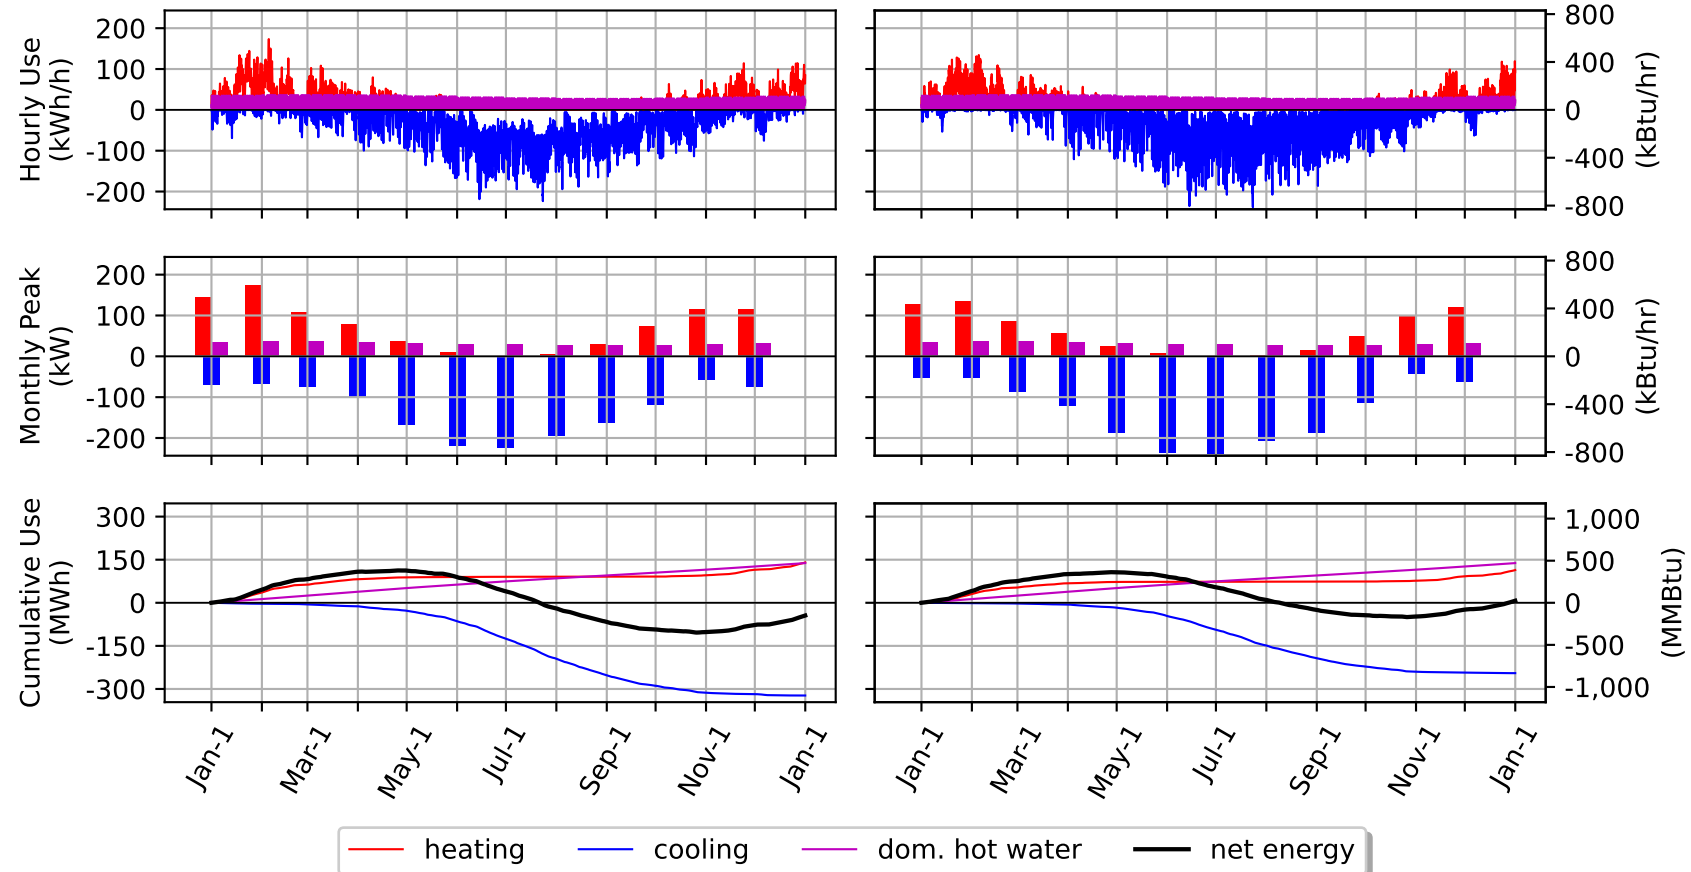 Hourly Use
(kWh/h)
200
100
0
-100
-200
800
400
0
-400
-800
(kBtu/hr)
Monthly Peak
(kW)
200
100
0
-100
-200
800
400
0
-400
-800
(kBtu/hr)
Cumulative Use
(MWh)
300
150
0
-150
-300
1,000
500
0
-500
-1,000
(MMBtu)
Jan-1 Mar-1 May-1 Jul-1 Sep-1 Nov-1 Jan-1
Jan-1 Mar-1 May-1 Jul-1 Sep-1 Nov-1 Jan-1
heating cooling dom. hot water net energy